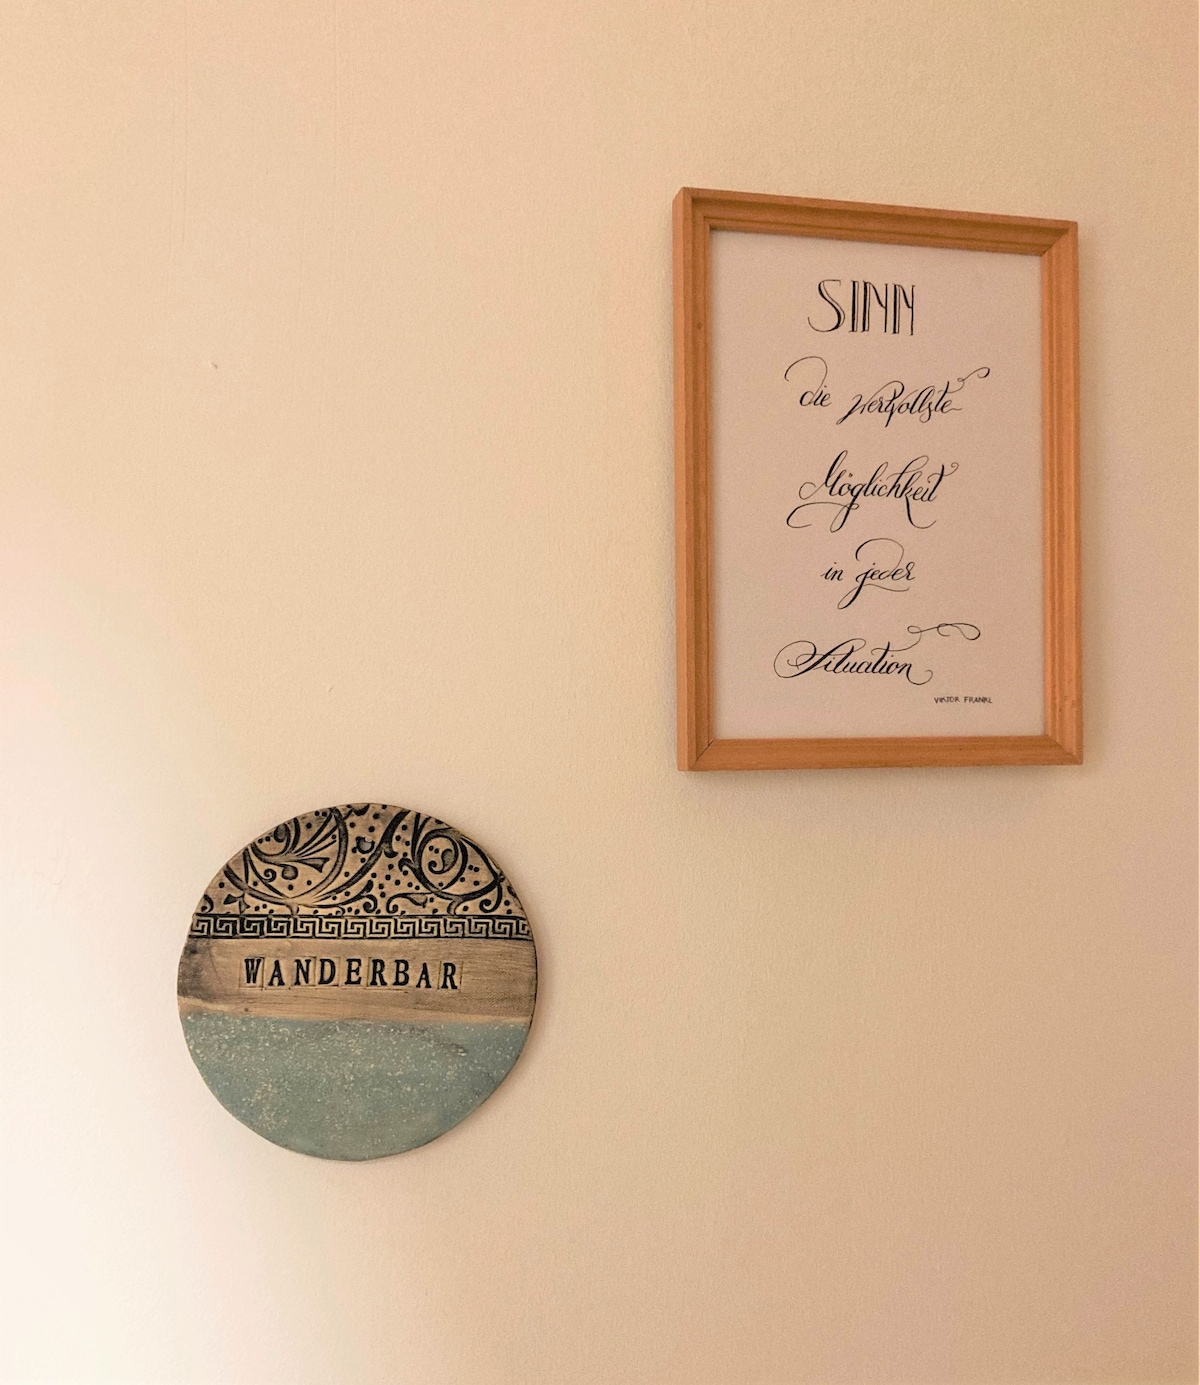 SINN
die wertvollste
Möglichkeit
in jeder
Situation
VIKTOR FRANKL
WANDERBAR